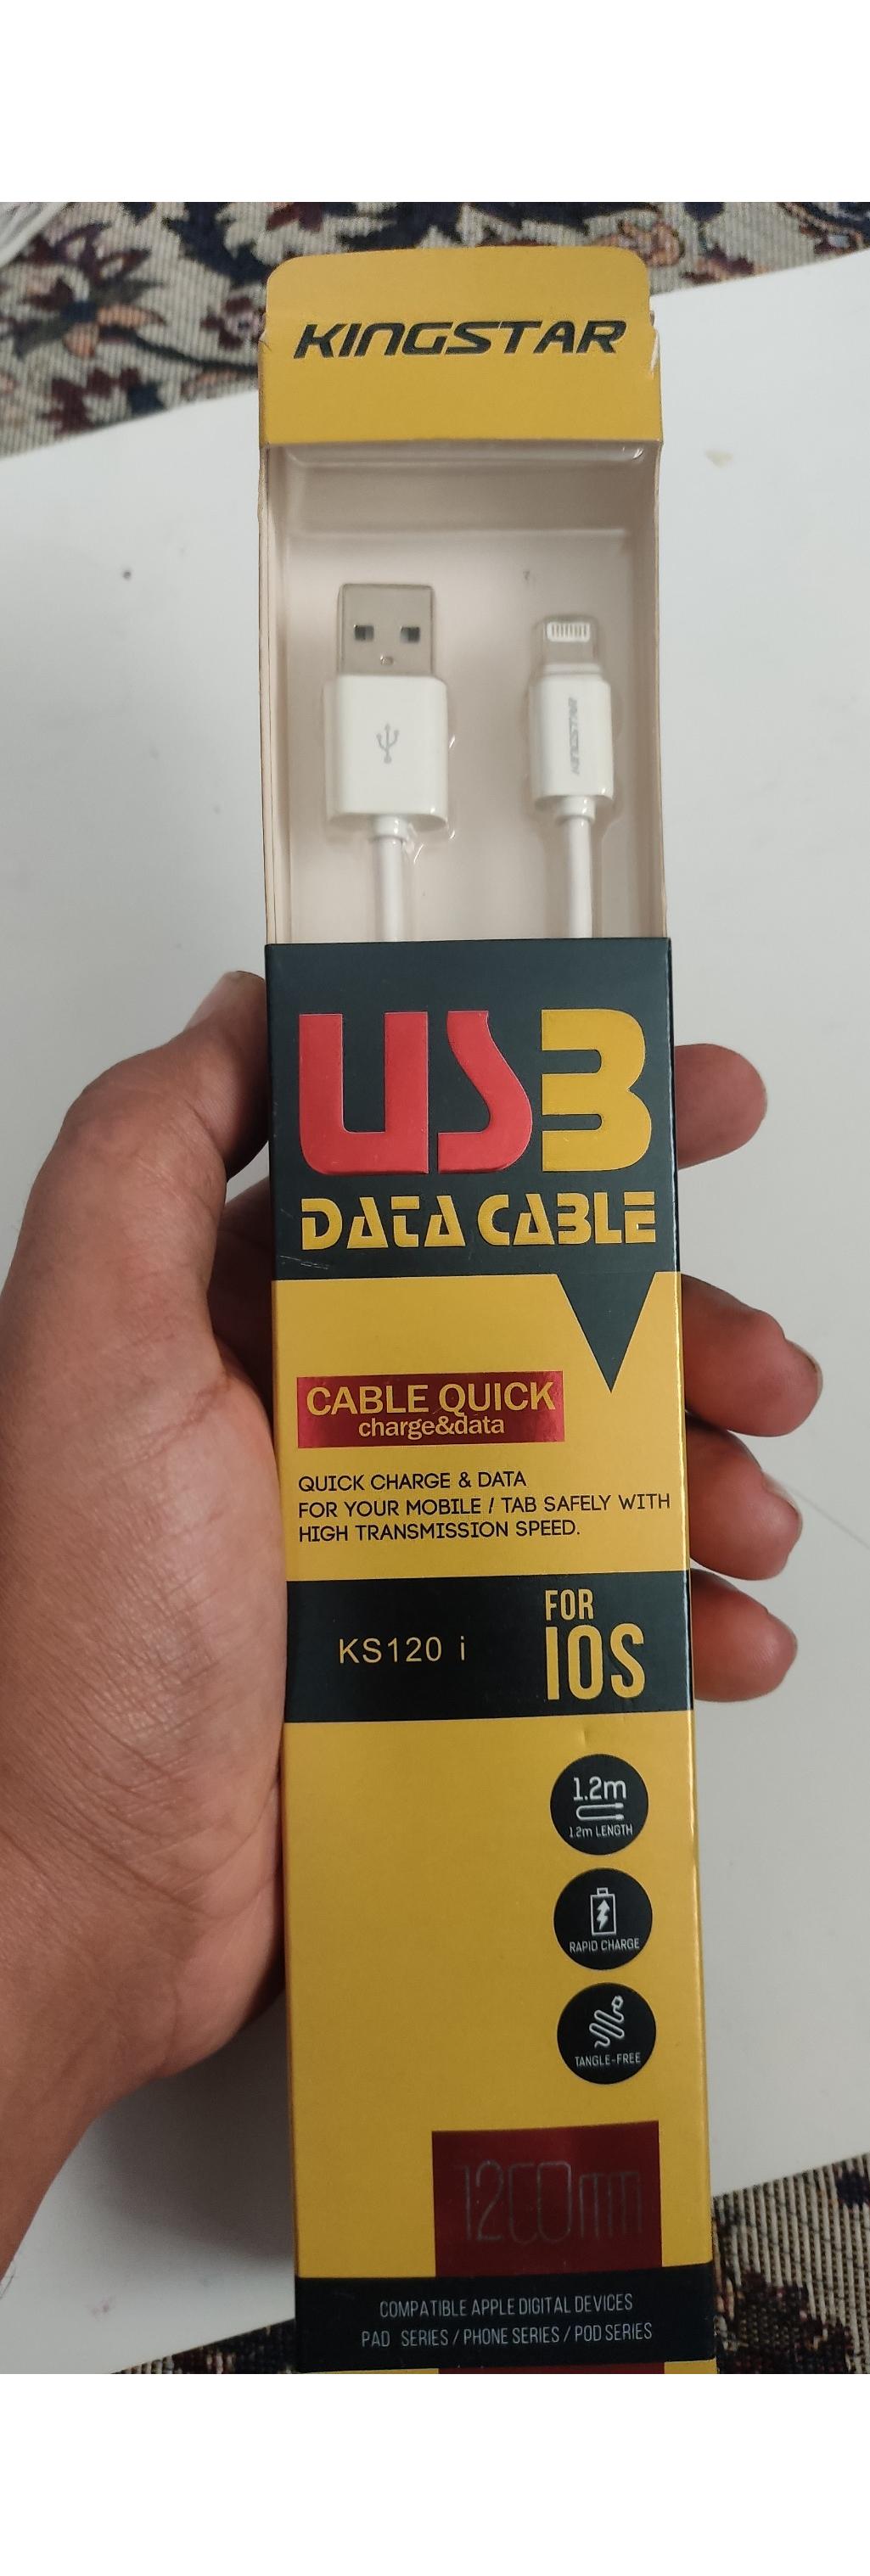 KINGSTAR
KINGSTAR
USB
DATA CABLE
CABLE QUICK
charge&data
QUICK CHARGE & DATA
FOR YOUR MOBILE / TAB SAFELY WITH
HIGH TRANSMISSION SPEED.
KS120 i
FOR
IOS
1.2m
1.2m LENGTH
RAPID CHARGE
TANGLE-FREE
1200mm
COMPATIBLE APPLE DIGITAL DEVICES
PAD SERIES / PHONE SERIES / POD SERIES